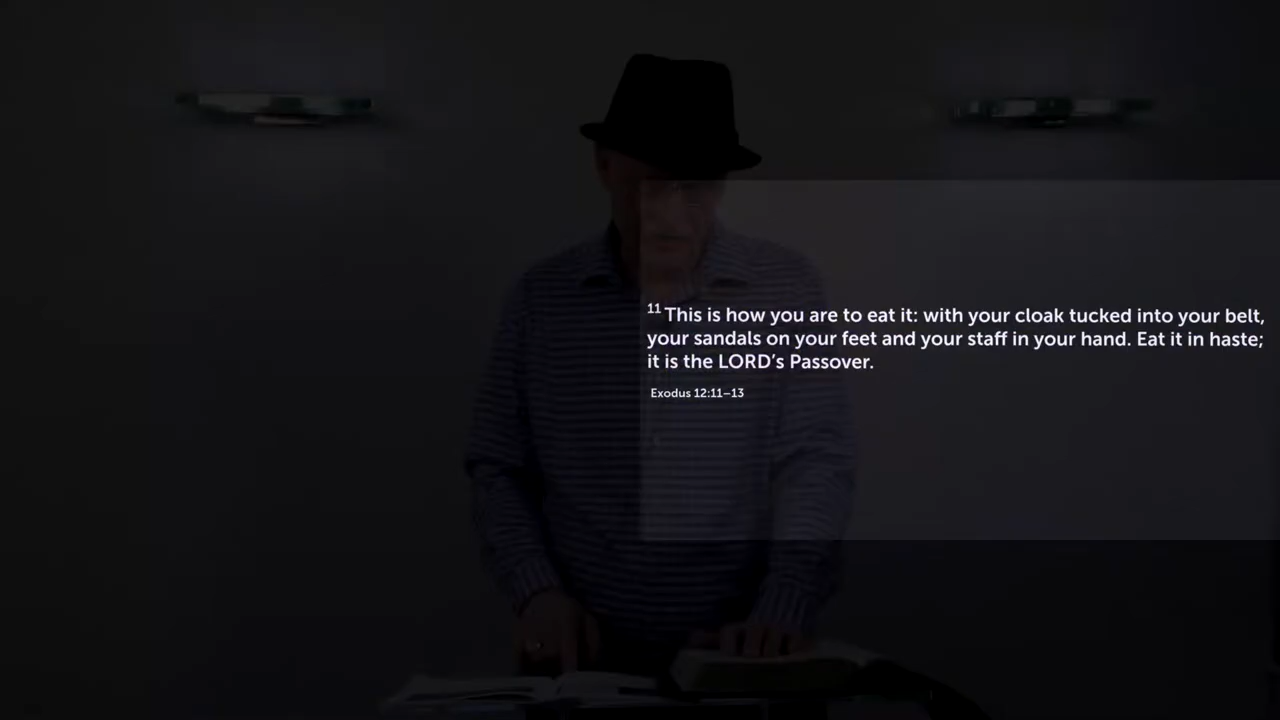 11 This is how you are to eat it: with your cloak tucked into your belt,
your sandals on your feet and your staff in your hand. Eat it in haste;
it is the LORD’s Passover.
Exodus 12:11–13